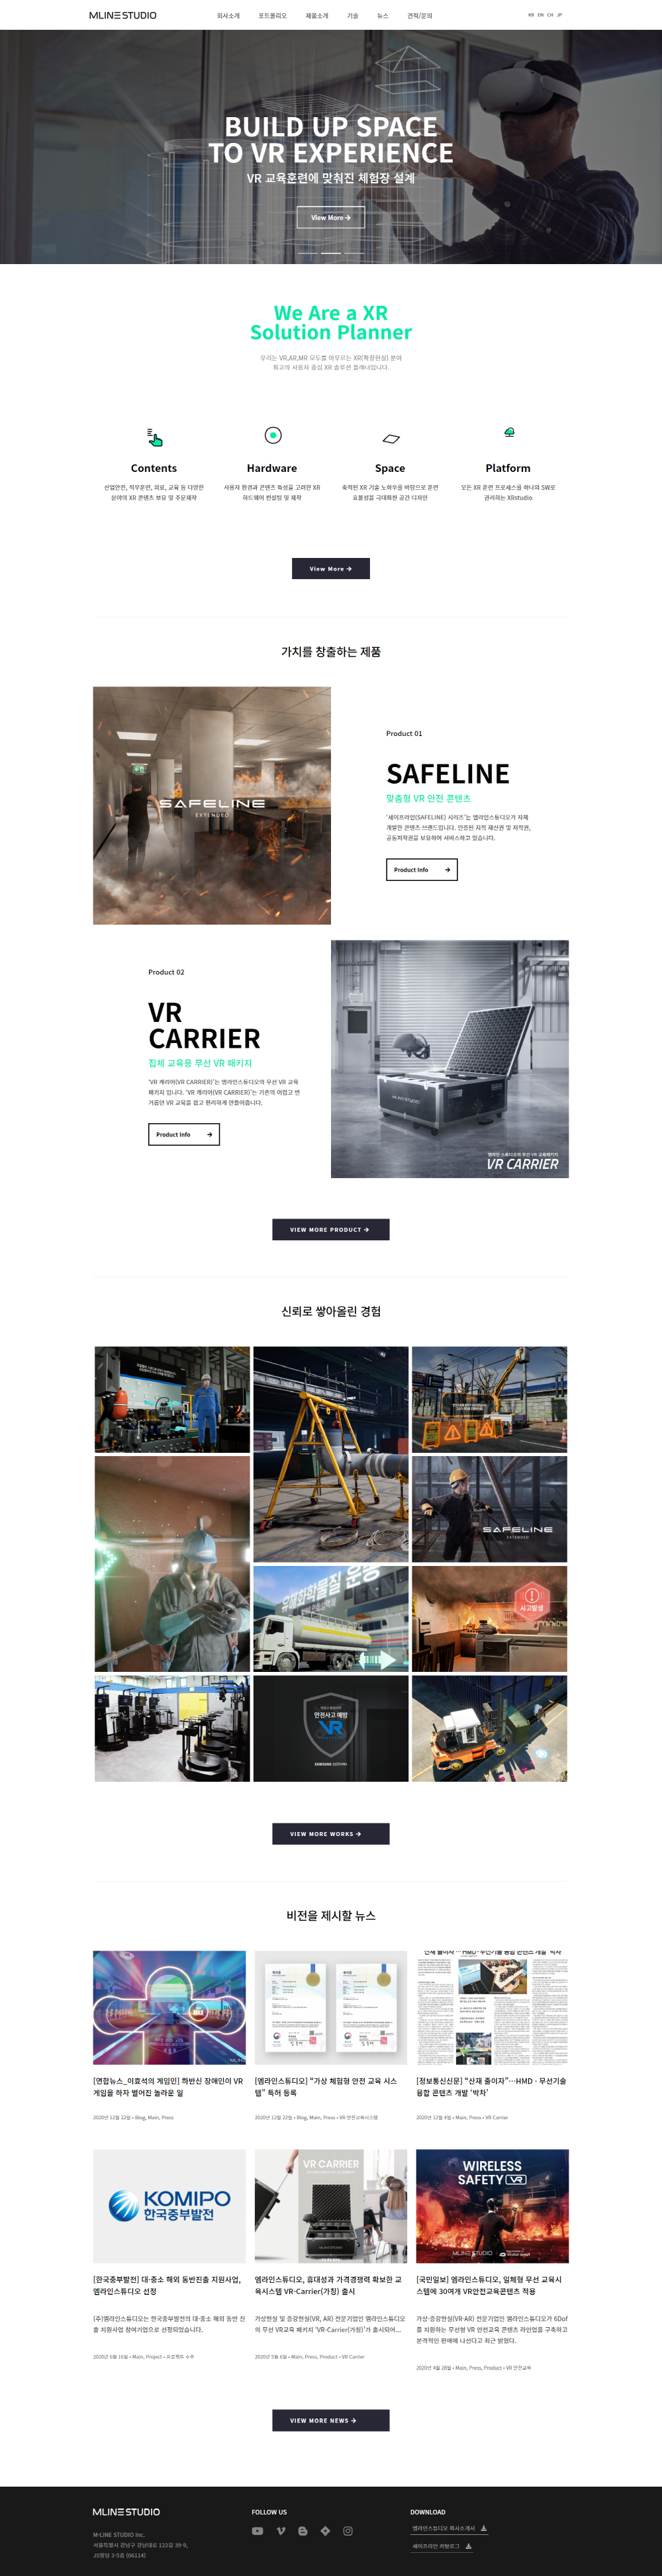 MLINE STUDIO
회사소개
포트폴리오
제품소개
기술
뉴스
견적/문의
KR EN CH JP
BUILD UP SPACE
TO VR EXPERIENCE
VR 교육훈련에 맞춰진 체험장 설계
View More →
We Are a XR
Solution Planner
우리는 VR,AR,MR 모두를 아우르는 XR(확장현실) 분야
최고의 사용자 중심 XR 솔루션 플래너입니다.
Contents
산업안전, 직무훈련, 의료, 교육 등 다양한
분야의 XR 콘텐츠 보유 및 주문제작
Hardware
사용자 환경과 콘텐츠 특성을 고려한 XR
하드웨어 컨설팅 및 제작
Space
축적된 XR 기술 노하우를 바탕으로 훈련
효율성을 극대화한 공간 디자인
Platform
모든 XR 훈련 프로세스를 하나의 SW로
관리하는 XRstudio
View More →
가치를 창출하는 제품
SAFELINE
EXTENDED
Product 01
SAFELINE
맞춤형 VR 안전 콘텐츠
'세이프라인(SAFELINE) 시리즈'는 엠라인스튜디오가 자체
개발한 콘텐츠 브랜드입니다. 인증된 지적 재산권 및 저작권,
공동저작권을 보유하여 서비스하고 있습니다.
Product Info →
Product 02
VR
CARRIER
집체 교육용 무선 VR 패키지
'VR 캐리어(VR CARRIER)'는 엠라인스튜디오의 무선 VR 교육
패키지 입니다. 'VR 캐리어(VR CARRIER)'는 기존의 어렵고 번
거롭던 VR 교육을 쉽고 편리하게 만들어줍니다.
Product Info →
MLINE STUDIO
엠라인 스튜디오의 무선 VR 교육패키지
VR CARRIER
VIEW MORE PRODUCT →
신뢰로 쌓아올린 경험
SAFELINE
EXTENDED
유해화학물질 운송
사고발생
안전사고 예방
VR
VIEW MORE WORKS →
비전을 제시할 뉴스
[연합뉴스_이효석의 게임인] 하반신 장애인이 VR
게임을 하자 벌어진 놀라운 일
2020년 12월 22일 • Blog, Main, Press
[엠라인스튜디오] "가상 체험형 안전 교육 시스
템" 특허 등록
2020년 12월 22일 • Blog, Main, Press • VR 안전교육시스템
[정보통신신문] "산재 줄이자"…HMD · 무선기술
융합 콘텐츠 개발 '박차'
2020년 12월 4일 • Main, Press • VR Carrier
KOMIPO
한국중부발전
[한국중부발전] 대·중소 해외 동반진출 지원사업,
엠라인스튜디오 선정
(주)엠라인스튜디오는 한국중부발전의 대·중소 해외 동반 진
출 지원사업 참여기업으로 선정되었습니다.
2020년 6월 16일 • Main, Project • 프로젝트 수주
VR CARRIER
엠라인스튜디오, 휴대성과 가격경쟁력 확보한 교
육시스템 VR-Carrier(가칭) 출시
가상현실 및 증강현실(VR, AR) 전문기업인 엠라인스튜디오
의 무선 VR교육 패키지 'VR-Carrier(가칭)'가 출시되어...
2020년 5월 6일 • Main, Press, Product • VR Carrier
WIRELESS
SAFETY VR
MLINE STUDIO
[국민일보] 엠라인스튜디오, 일체형 무선 교육시
스템에 30여개 VR안전교육콘텐츠 적용
가상·증강현실(VR·AR) 전문기업인 엠라인스튜디오가 6Dof
를 지원하는 무선형 VR 안전교육 콘텐츠 라인업을 구축하고
본격적인 판매에 나선다고 최근 밝혔다.
2020년 4월 28일 • Main, Press, Product • VR 안전교육
VIEW MORE NEWS →
MLINE STUDIO
M-LINE STUDIO Inc.
서울특별시 강남구 강남대로 122길 39-9,
JS빌딩 3-5층 (06114)
FOLLOW US
DOWNLOAD
엠라인스튜디오 회사소개서
세이프라인 카탈로그